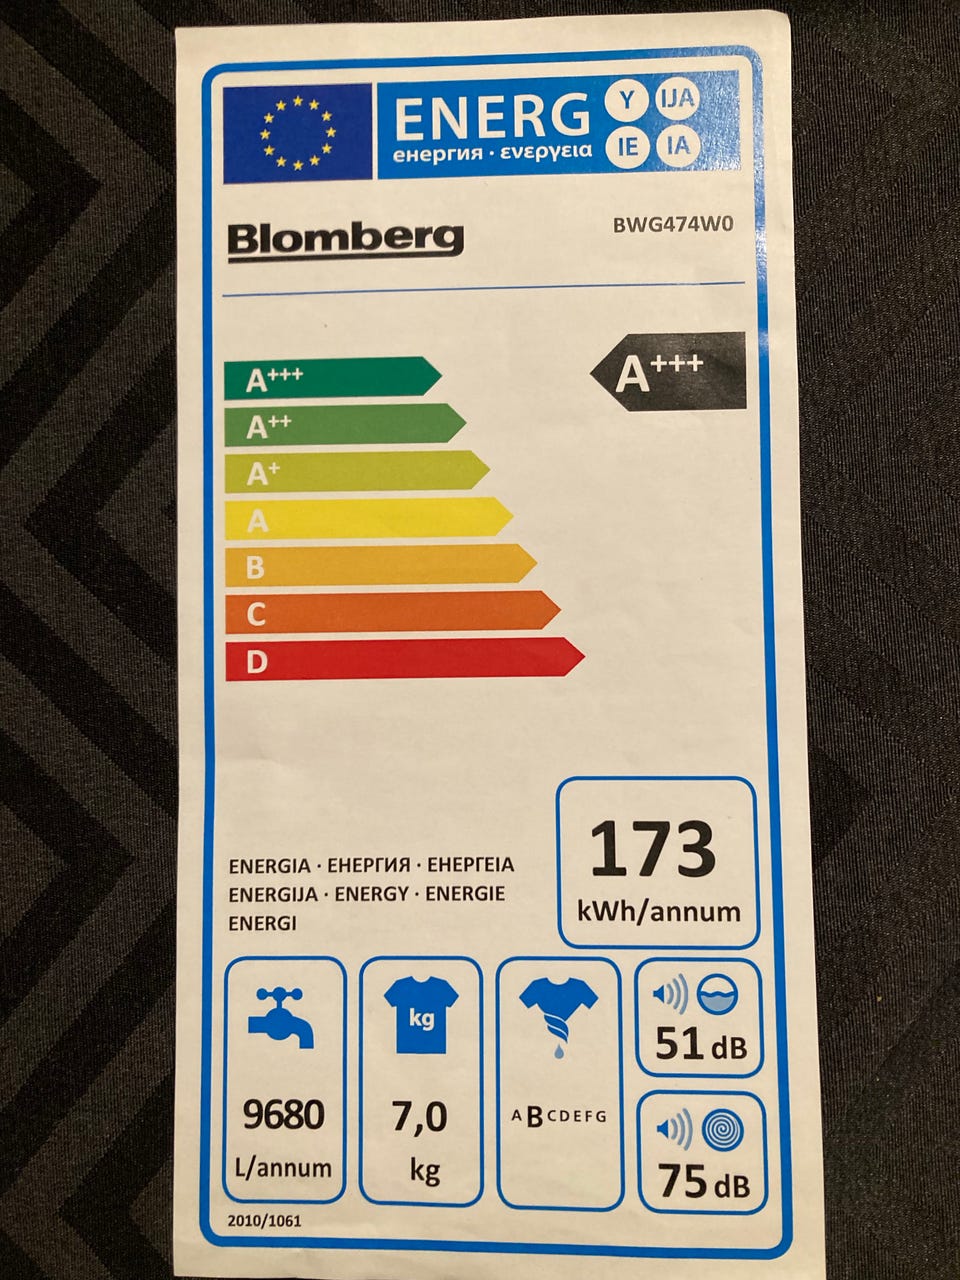 ENERG Y IJA
енергия · ενεργεια IE IA
Blomberg
BWG474W0
A+++
A+++
A++
A+
A
B
C
D
173
kWh/annum
ENERGIA · ЕНЕРГИЯ · ΕΝΕΡΓΕΙΑ
ENERGIJA · ENERGY · ENERGIE
ENERGI
9680
L/annum
kg
7,0
kg
ABCDEFG
51 dB
75 dB
2010/1061